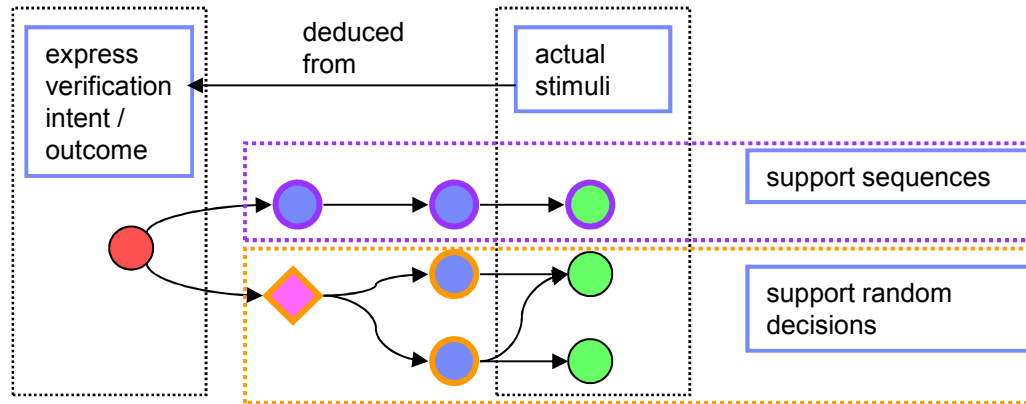 express
verification
intent /
outcome
deduced
from
actual
stimuli
support sequences
support random
decisions